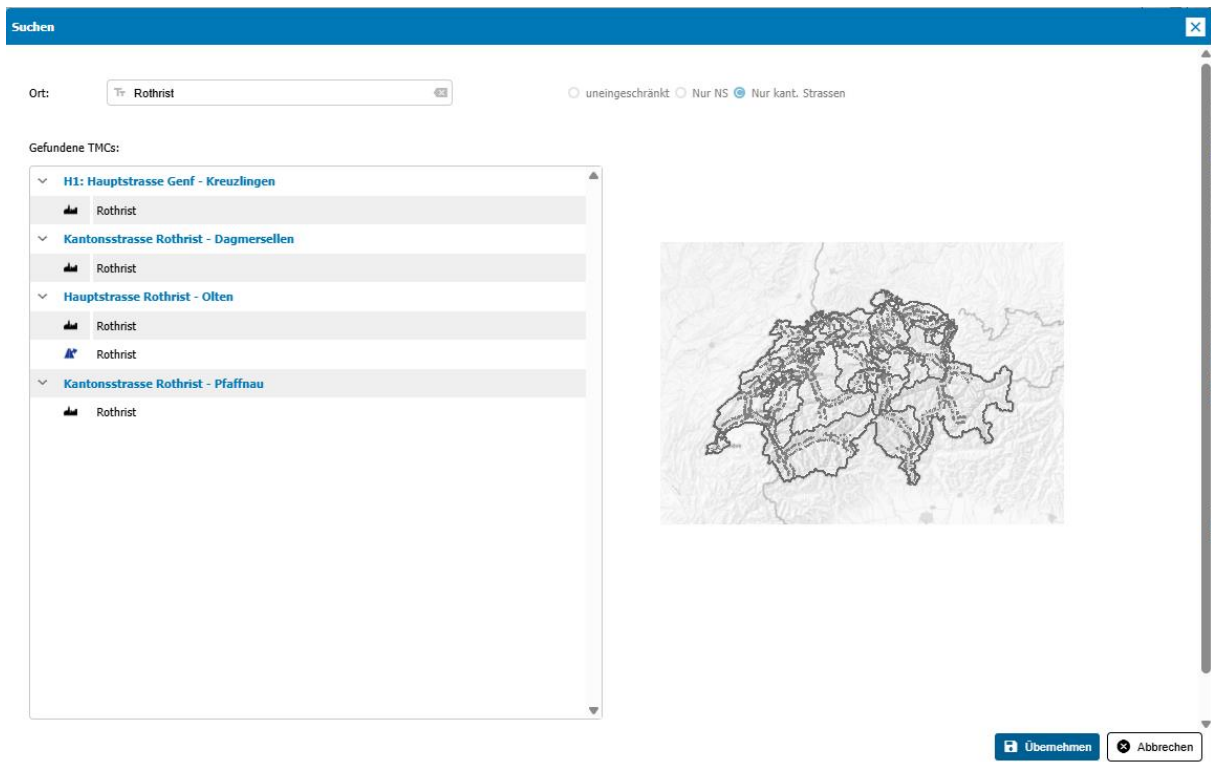 Suchen
Ort:
Rothrist
uneingeschränkt Nur NS Nur kant. Strassen
Gefundene TMCs:
H1: Hauptstrasse Genf - Kreuzlingen
Rothrist
Kantonsstrasse Rothrist - Dagmersellen
Rothrist
Hauptstrasse Rothrist - Olten
Rothrist
Rothrist
Kantonsstrasse Rothrist - Pfaffnau
Rothrist
Übernehmen
Abbrechen